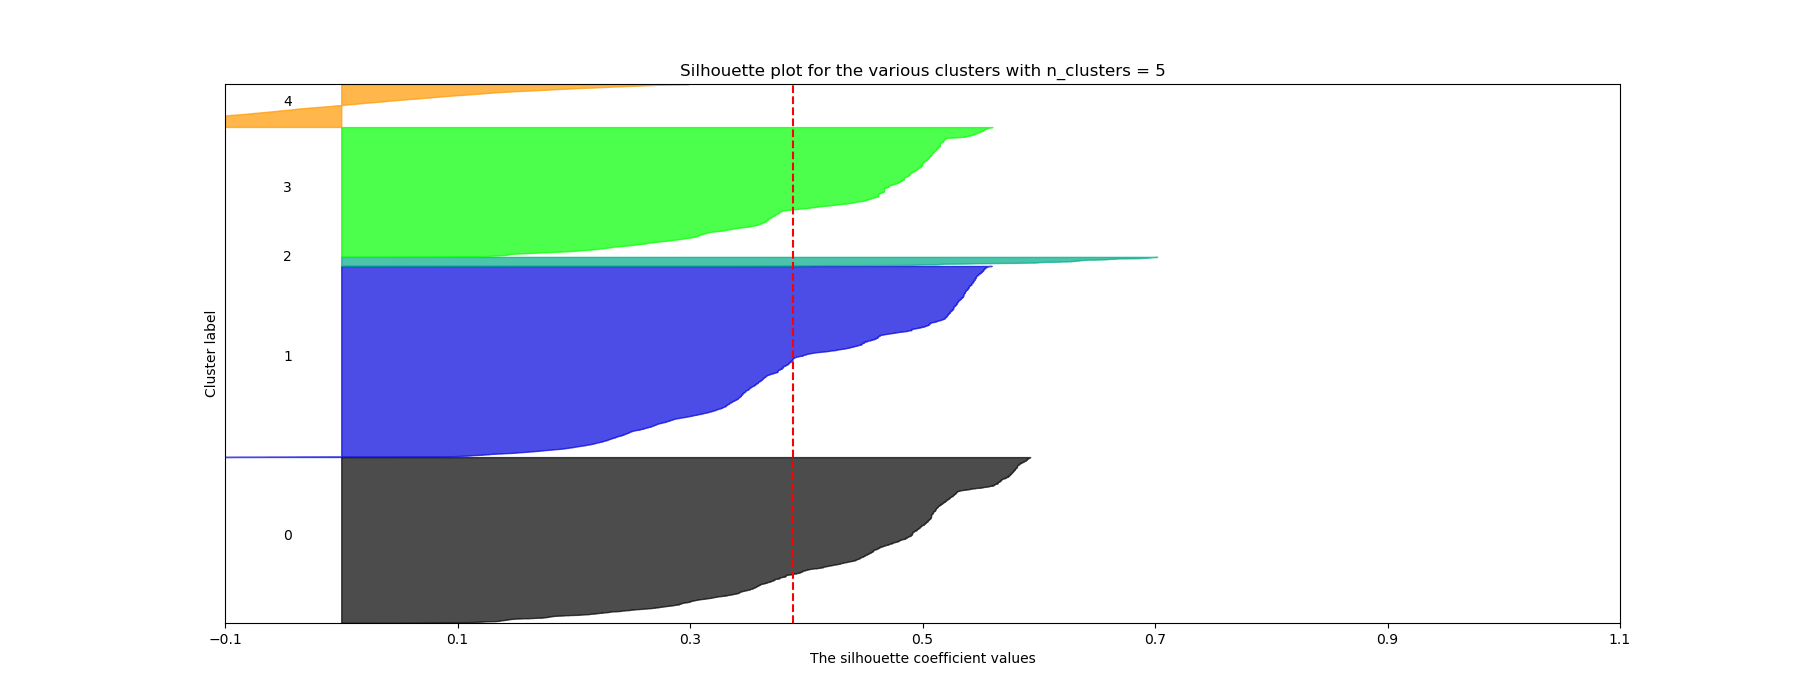 Silhouette plot for the various clusters with n_clusters = 5
4
3
2
1
0
Cluster label
−0.1 0.1 0.3 0.5 0.7 0.9 1.1
The silhouette coefficient values